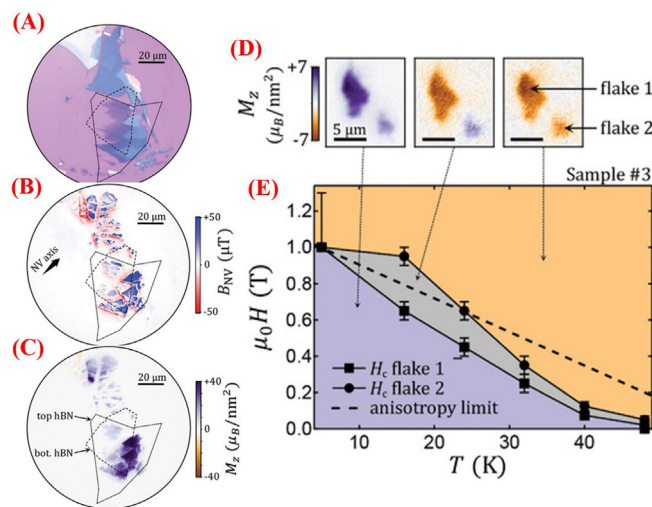 (A)
20 μm
(B)
20 μm
NV axis
+50
0
-50
B_NV (μT)
(C)
20 μm
top hBN
bot. hBN
+40
0
-40
M_z (μ_B/nm²)
(D)
+7
-7
M_z
(μ_B/nm²)
5 μm
flake 1
flake 2
Sample #3
(E)
μ₀H (T)
1.2
1.0
0.8
0.6
0.4
0.2
0.0
H_c flake 1
H_c flake 2
anisotropy limit
10 20 30 40
T (K)